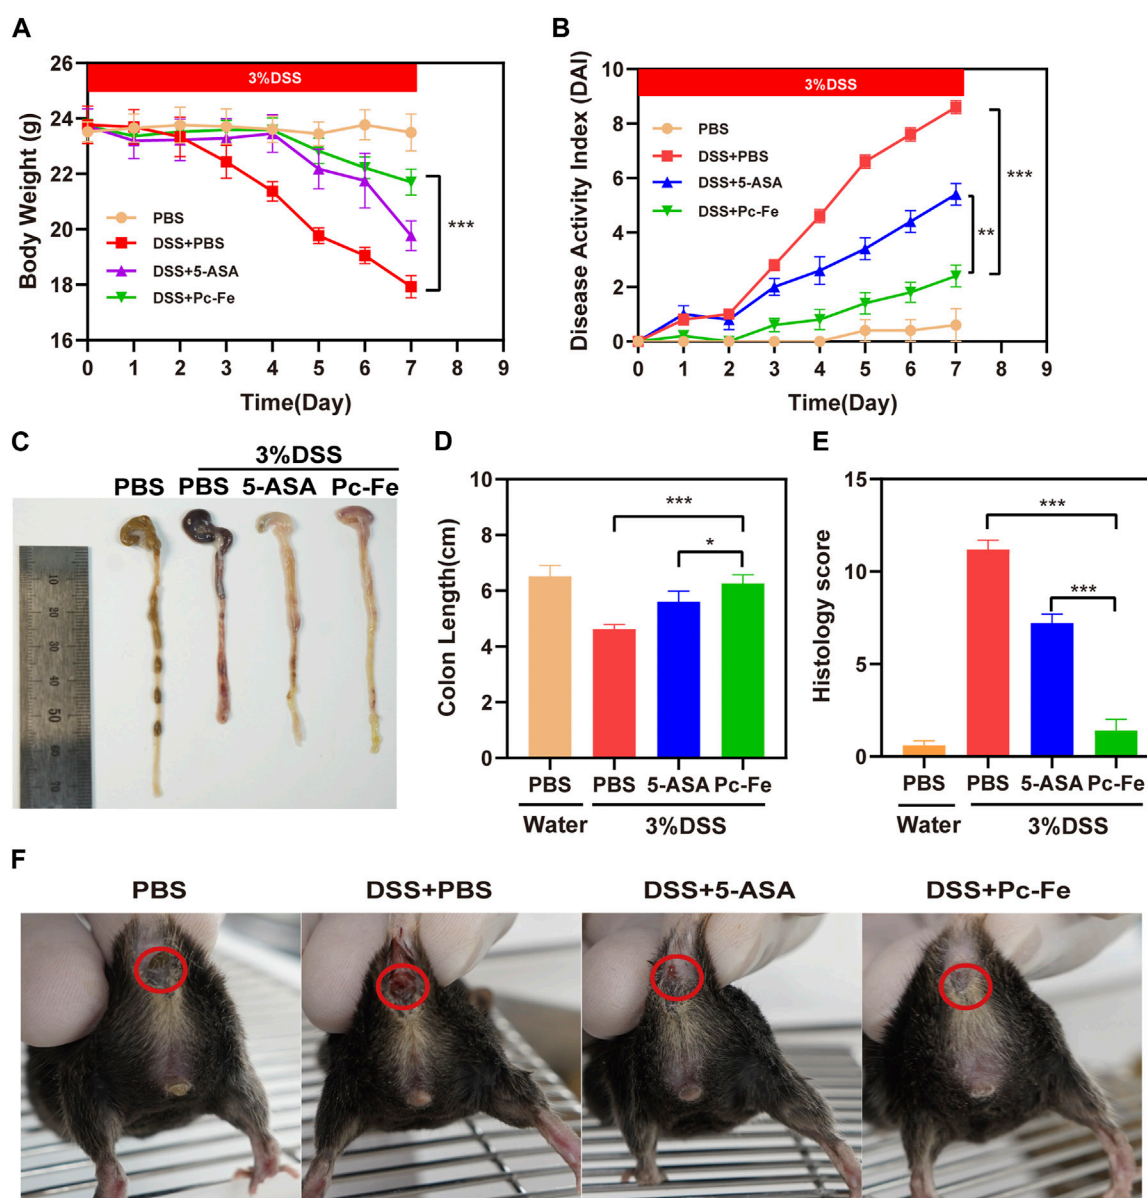 A
26
24
22
20
18
16
Body Weight (g)
3%DSS
PBS
DSS+PBS
DSS+5-ASA
DSS+Pc-Fe
***
0 1 2 3 4 5 6 7 8 9
Time(Day)
B
10
8
6
4
2
0
Disease Activity Index (DAI)
3%DSS
PBS
DSS+PBS
DSS+5-ASA
DSS+Pc-Fe
**
***
0 1 2 3 4 5 6 7 8 9
Time(Day)
C
3%DSS
PBS PBS 5-ASA Pc-Fe
10
30
40
50
60
70
D
10
8
6
4
2
0
Colon Length(cm)
***
*
PBS PBS 5-ASA Pc-Fe
Water 3%DSS
E
15
10
5
0
Histology score
***
***
PBS PBS 5-ASA Pc-Fe
Water 3%DSS
F
PBS DSS+PBS DSS+5-ASA DSS+Pc-Fe